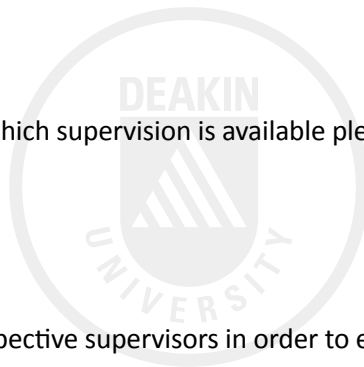 DEAKIN
hich supervision is available ple
UNIVERSITY
pective supervisors in order to e